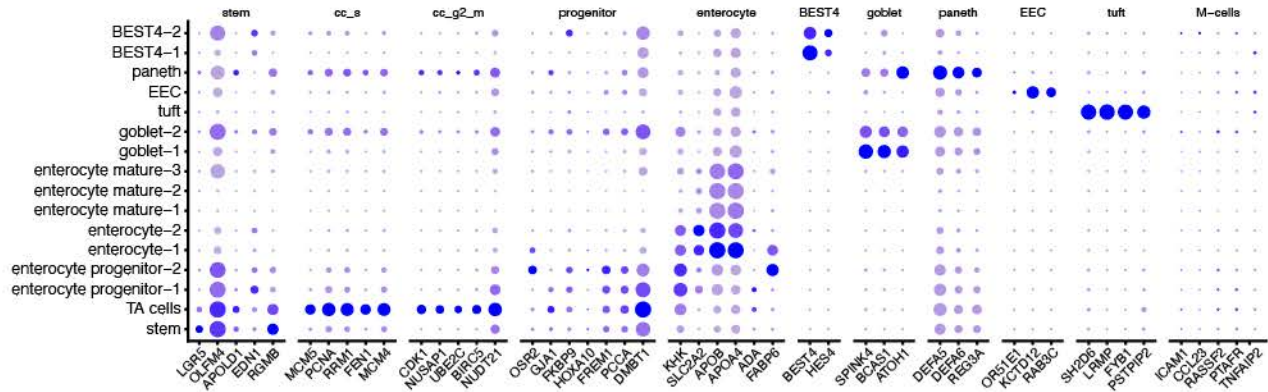 stem cc_s cc_g2_m progenitor enterocyte BEST4 goblet paneth EEC tuft M-cells
BEST4-2
BEST4-1
paneth
EEC
tuft
goblet-2
goblet-1
enterocyte mature-3
enterocyte mature-2
enterocyte mature-1
enterocyte-2
enterocyte-1
enterocyte progenitor-2
enterocyte progenitor-1
TA cells
stem
LGR5 OLFM4 APOLD1 EDN1 RGMB MCM5 PCNA RRM1 FEN1 MCM4 CDK1 NUSAP1 UBE2C BIRC5 NUDT21 OSR2 GJA1 FKBP9 HOXA10 FREM1 PCCA DMBT1 KHK SLC2A2 APOB APOA4 ADA FABP6 BEST4 HES4 SPINK4 BCAS1 ATOH1 DEFA5 DEFA6 REG3A OR51E1 KCTD12 RAB3C SH2D6 LRMP FYB1 PSTPIP2 ICAM1 CCL23 RASSF2 PTAFR TNFAIP2